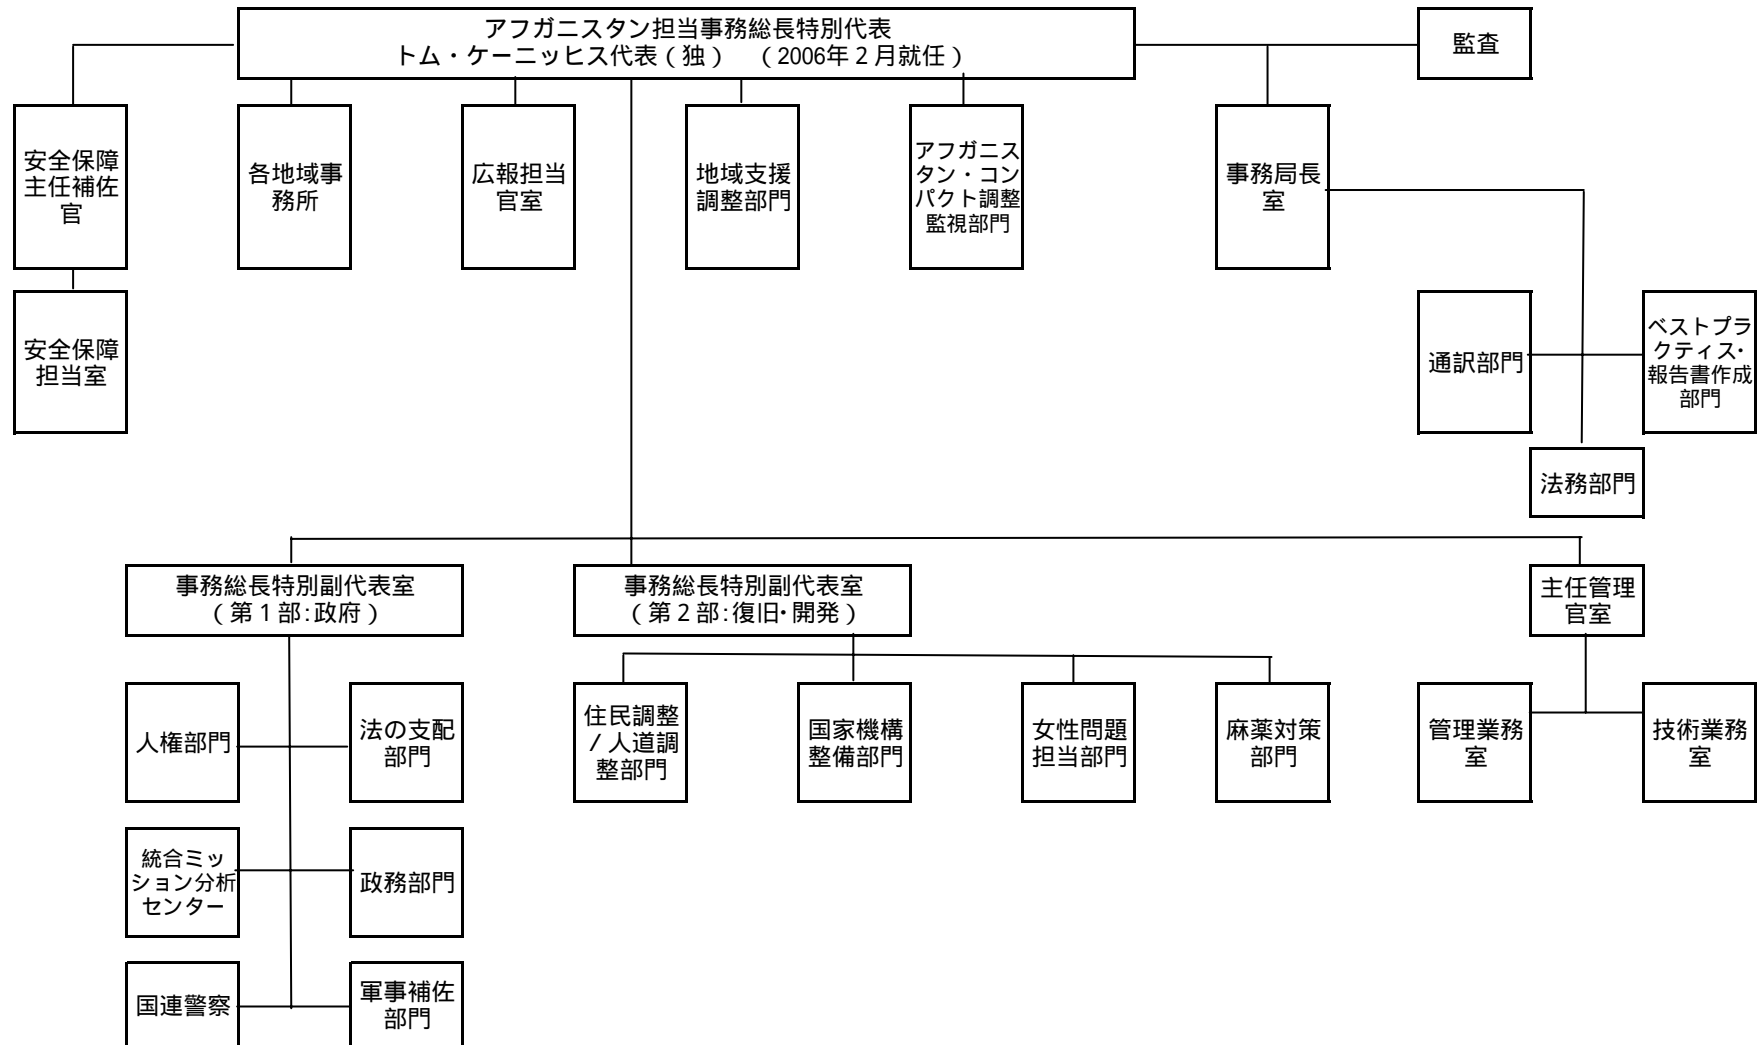 アフガニスタン担当事務総長特別代表
トム・ケーニッヒス代表（独）　（2006年２月就任）
監査
安全保障
主任補佐
官
各地域事
務所
広報担当
官室
地域支援
調整部門
アフガニス
タン・コン
パクト調整
監視部門
事務局長
室
安全保障
担当室
通訳部門
ベストプラ
クティス・
報告書作成
部門
法務部門
事務総長特別副代表室
（第１部：政府）
事務総長特別副代表室
（第２部：復旧・開発）
主任管理
官室
人権部門
法の支配
部門
住民調整
/人道調
整部門
国家機構
整備部門
女性問題
担当部門
麻薬対策
部門
管理業務
室
技術業務
室
統合ミッ
ション分析
センター
政務部門
国連警察
軍事補佐
部門